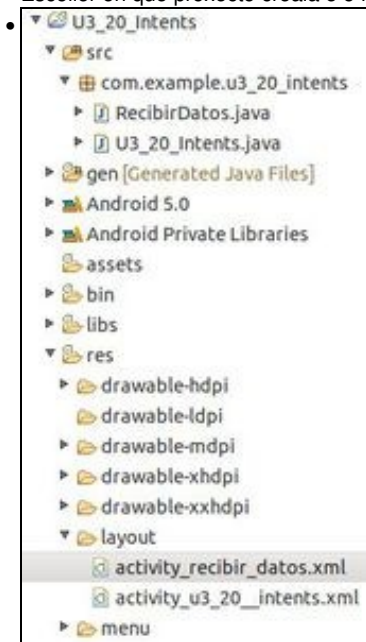 U3_20_Intents
src
com.example.u3_20_intents
RecibirDatos.java
U3_20_Intents.java
gen [Generated Java Files]
Android 5.0
Android Private Libraries
assets
bin
libs
res
drawable-hdpi
drawable-ldpi
drawable-mdpi
drawable-xhdpi
drawable-xxhdpi
layout
activity_recibir_datos.xml
activity_u3_20__intents.xml
menu